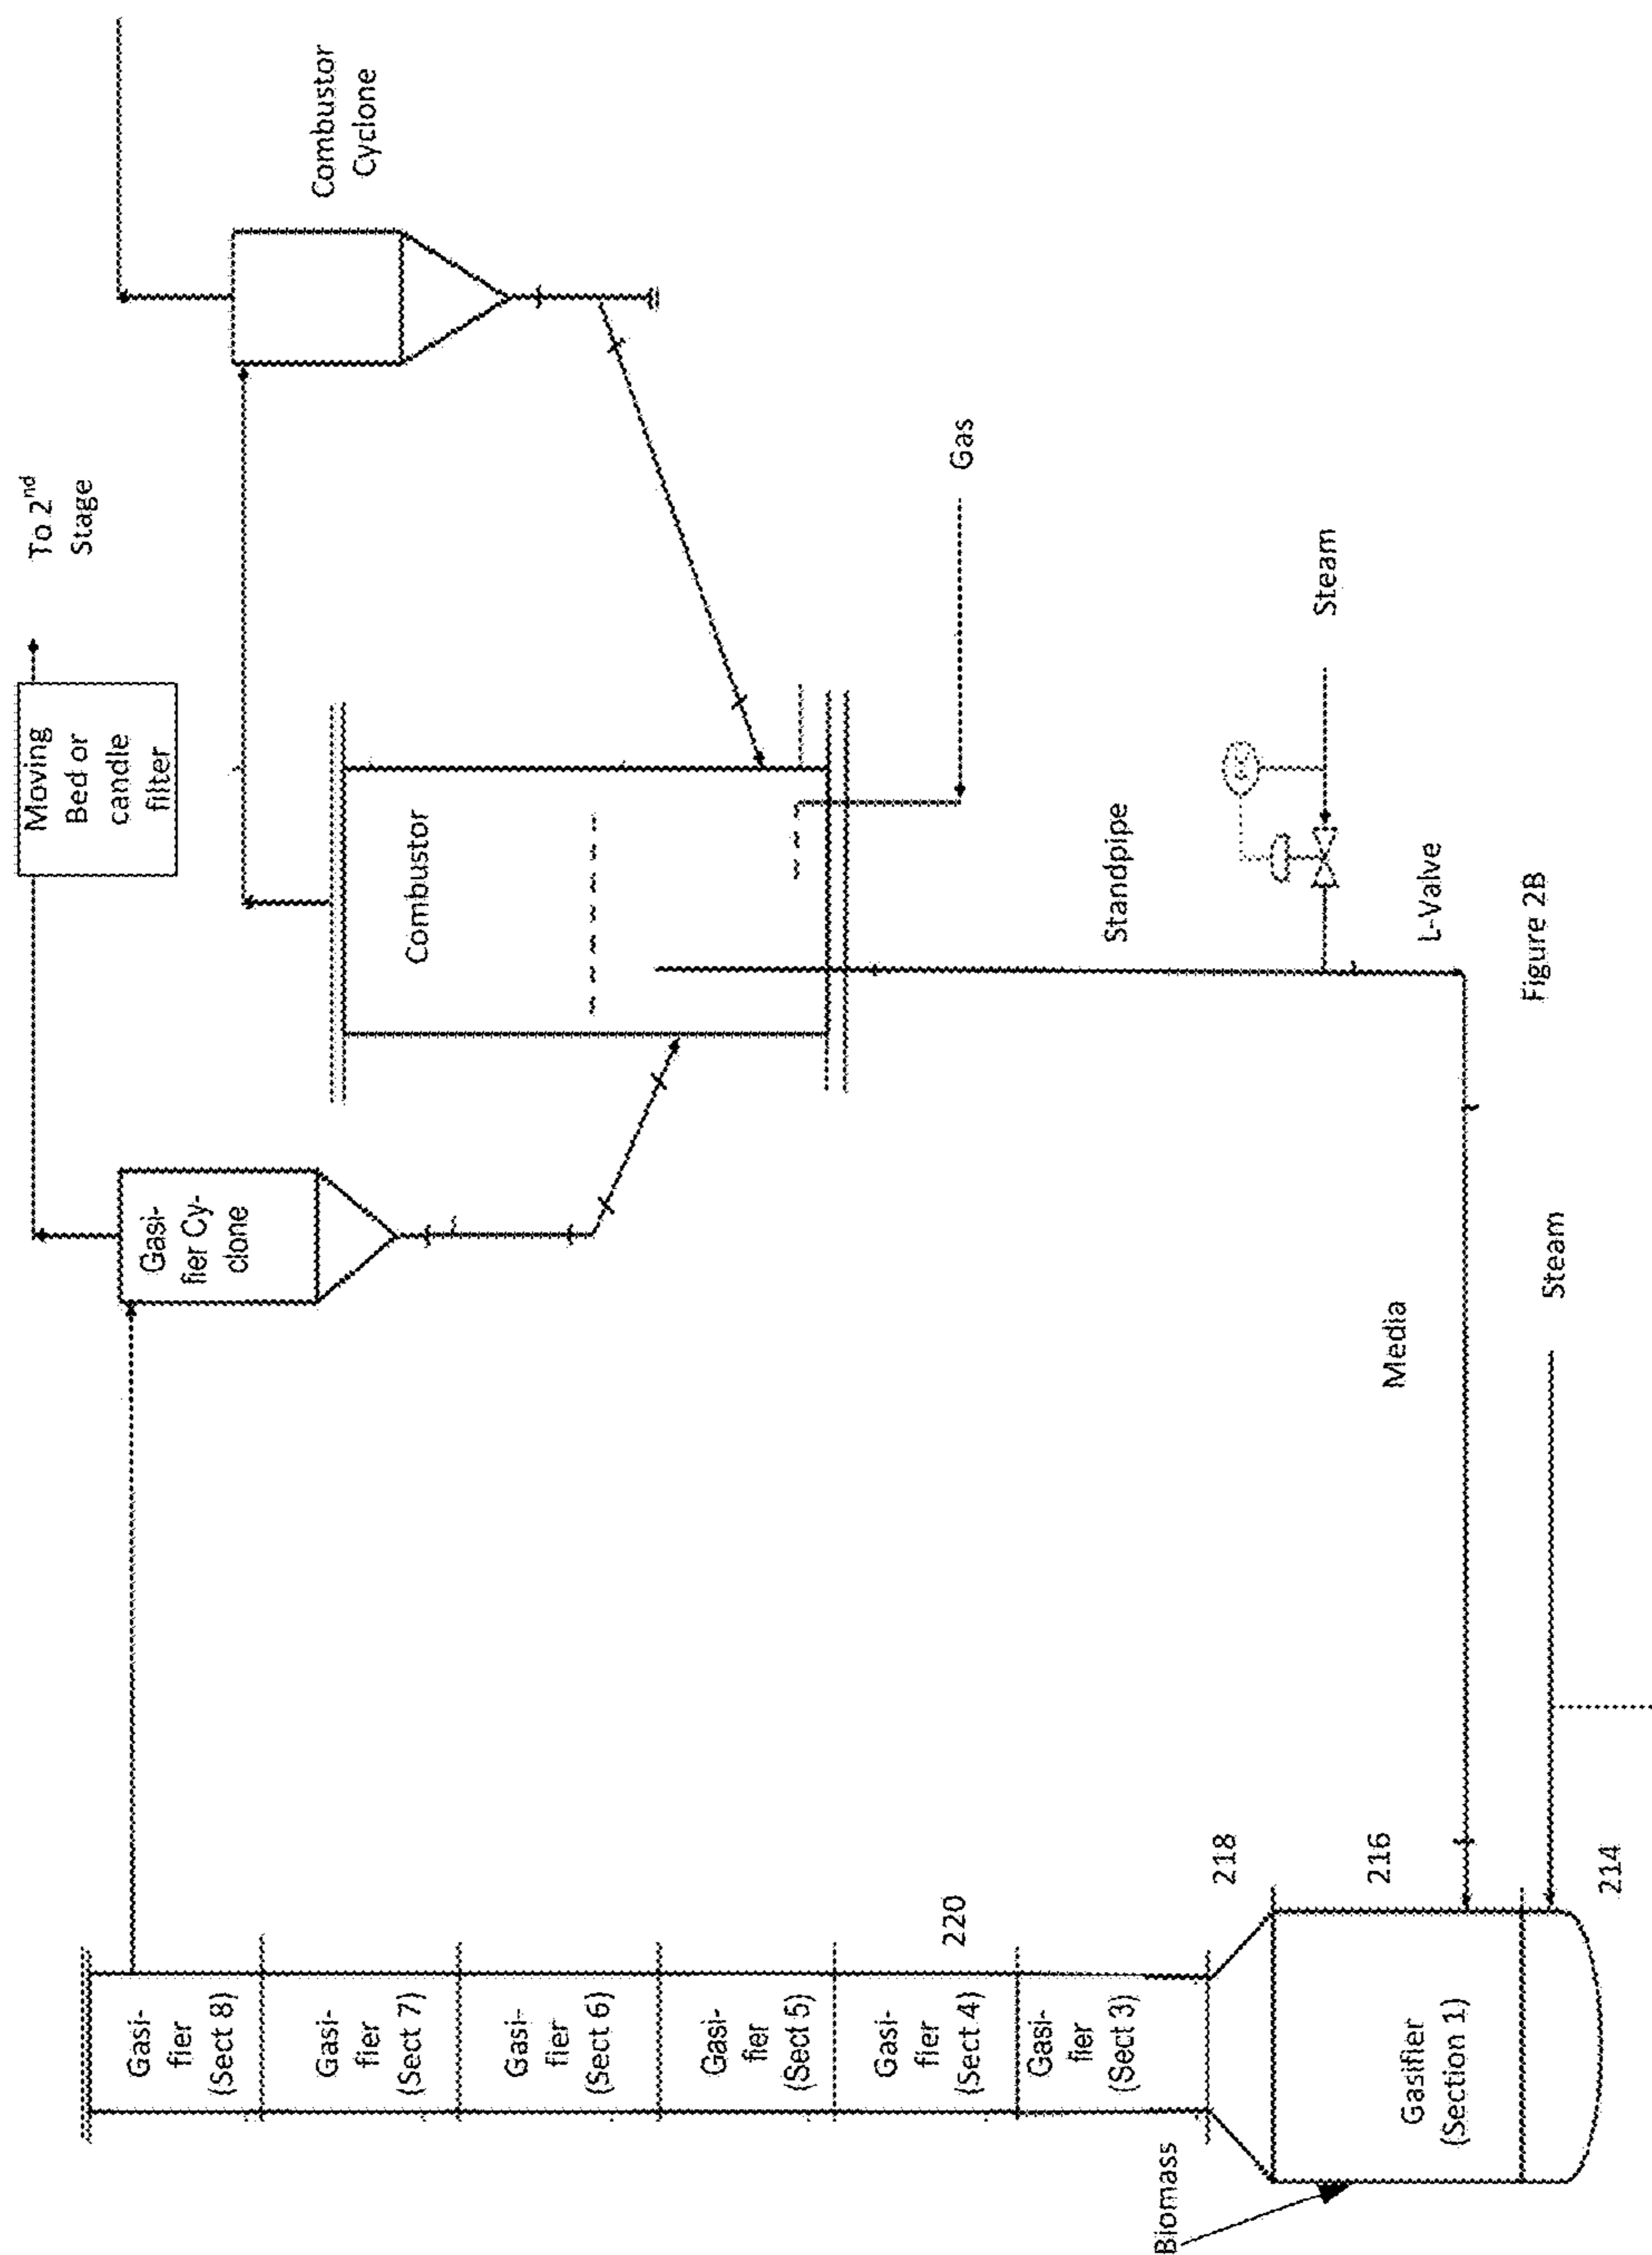 To 2nd
Stage
Moving
Bed or
candle
filter
Combustor
Cyclone
Gasi-
fier Cy-
clone
Combustor
Gas
Standpipe
Steam
L-Valve
Media
Steam
Gasi-
fier
(Sect 8)
Gasi-
fier
(Sect 7)
Gasi-
fier
(Sect 6)
Gasi-
fier
(Sect 5)
Gasi-
fier
(Sect 4)
Gasi-
fier
(Sect 3)
220
218
216
214
Biomass
Gasifier
(Section 1)
Figure 2B